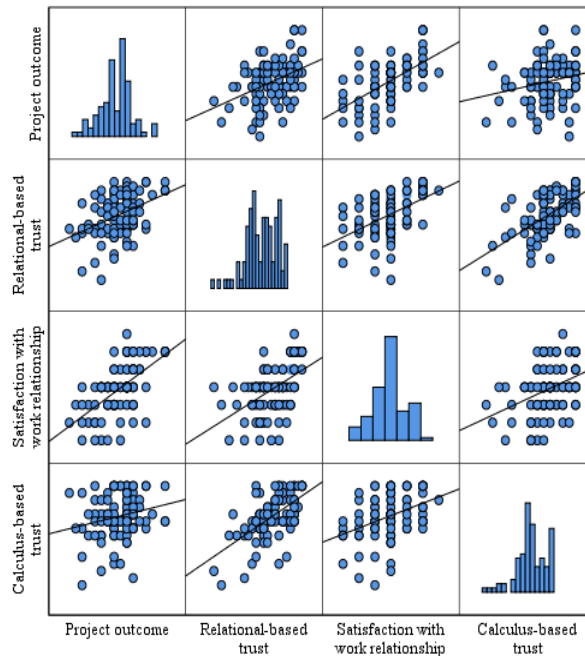 Project outcome
Relational-based
trust
Satisfaction with
work relationship
Calculus-based
trust
Project outcome
Relational-based
trust
Satisfaction with
work relationship
Calculus-based
trust